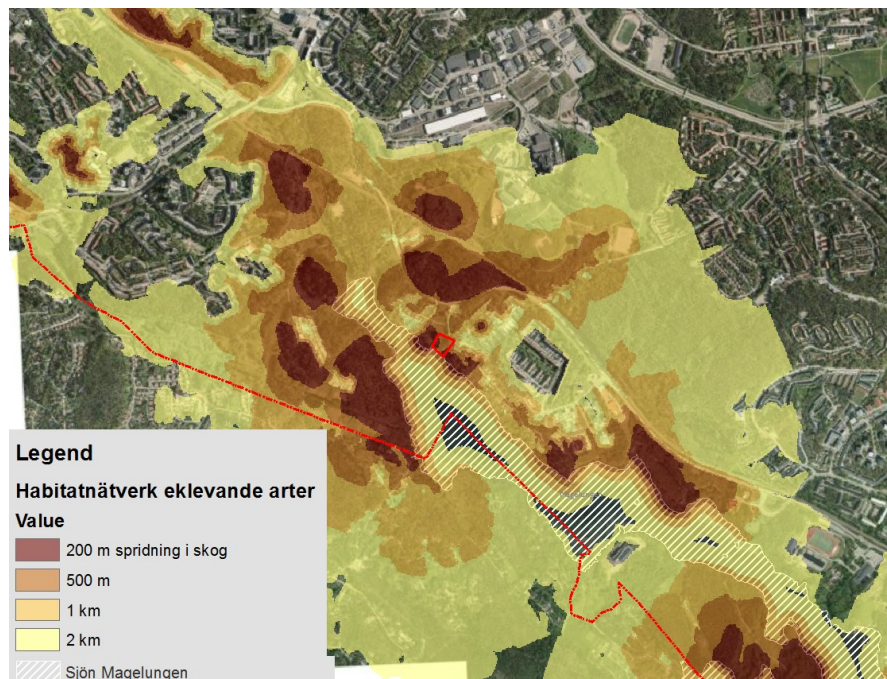 Legend
Habitatnätverk eklevande arter
Value
200 m spridning i skog
500 m
1 km
2 km
Sjön Magelungen